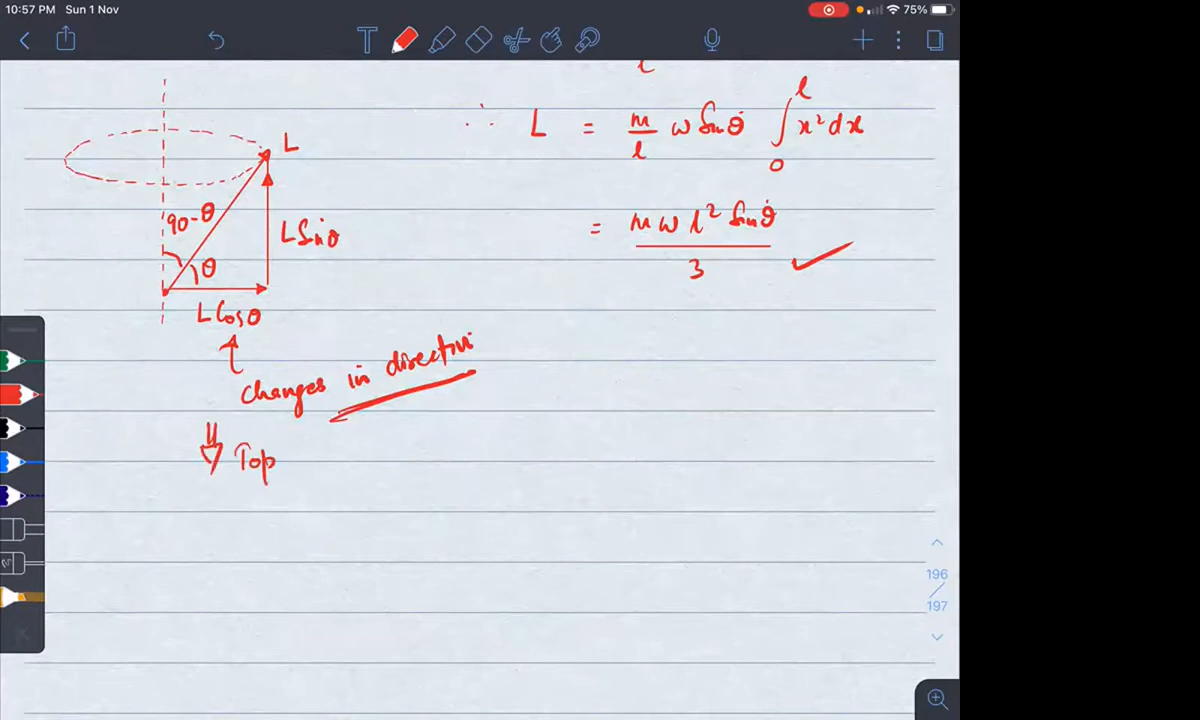 10:57 PM Sun 1 Nov
75%
T
L
90-θ
θ
L Sinθ
L Cosθ
changes in direction
⇓ Top
∴ L = m/l ω Sinθ ∫₀ˡ x² dx
= m ω l² Sinθ / 3 ✓
196
197